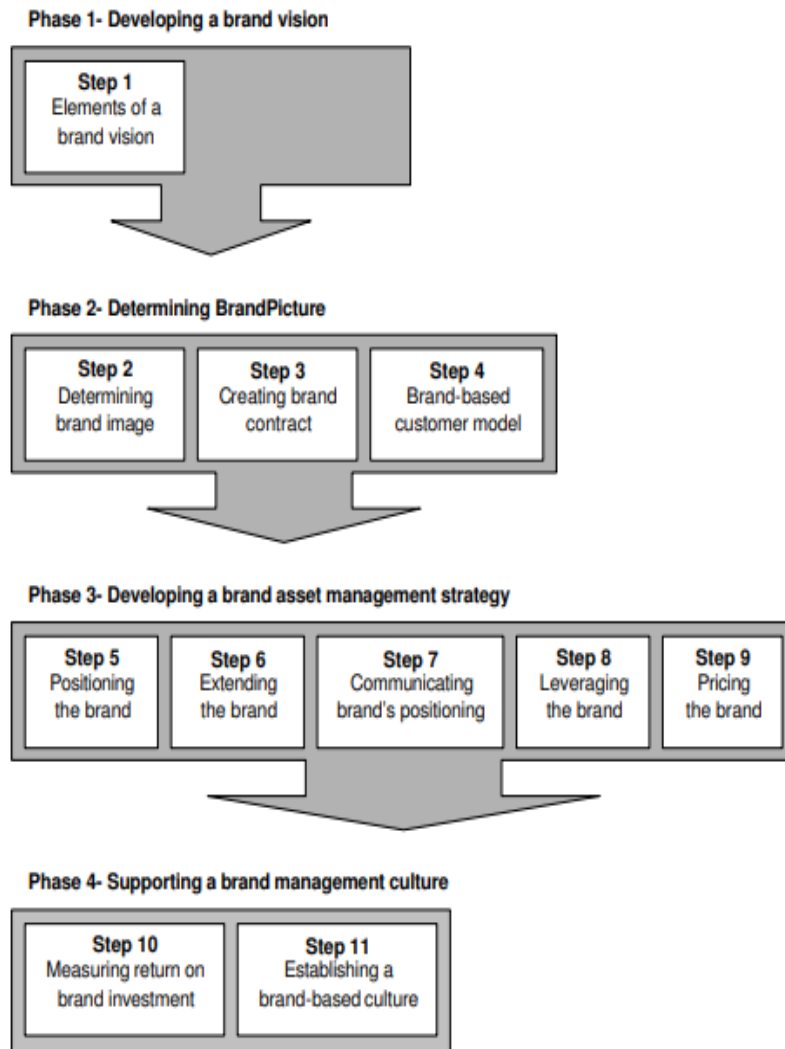 Phase 1- Developing a brand vision
Step 1
Elements of a
brand vision
Phase 2- Determining BrandPicture
Step 2
Determining
brand image
Step 3
Creating brand
contract
Step 4
Brand-based
customer model
Phase 3- Developing a brand asset management strategy
Step 5
Positioning
the brand
Step 6
Extending
the brand
Step 7
Communicating
brand's positioning
Step 8
Leveraging
the brand
Step 9
Pricing
the brand
Phase 4- Supporting a brand management culture
Step 10
Measuring return on
brand investment
Step 11
Establishing a
brand-based culture